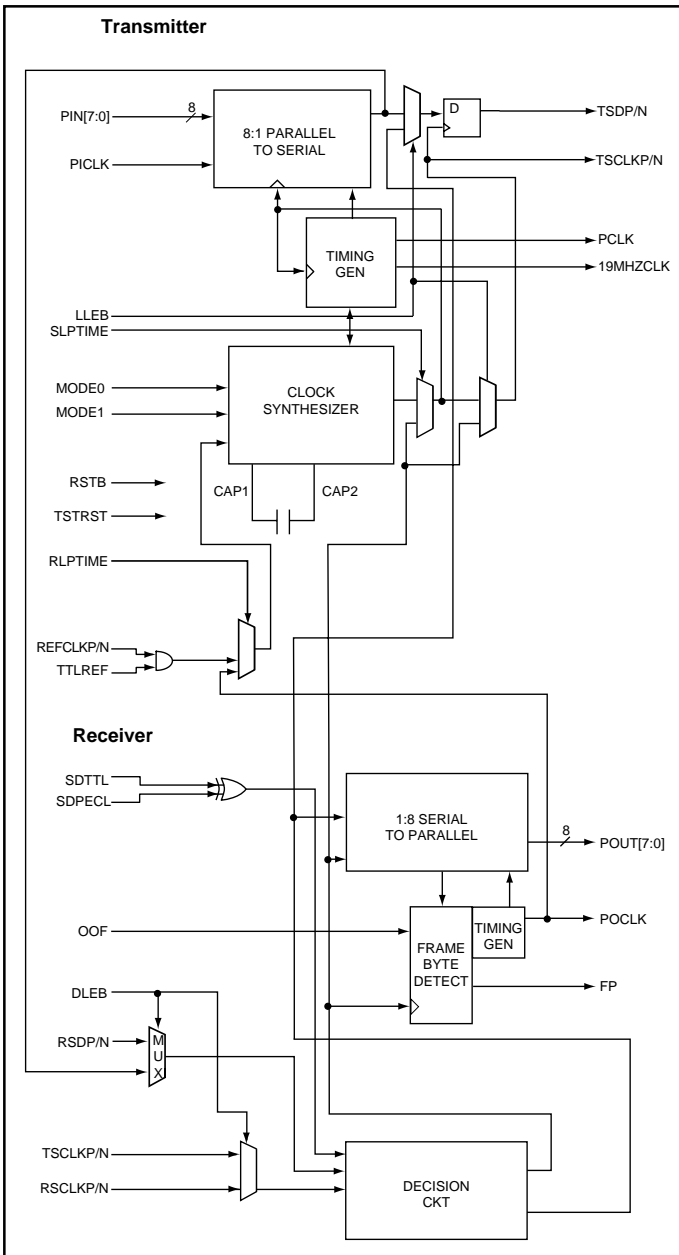 Transmitter
PIN[7:0]
8
8:1 PARALLEL
TO SERIAL
PICLK
D
TSDP/N
TSCLKP/N
TIMING
GEN
PCLK
19MHZCLK
LLEB
SLPTIME
MODE0
MODE1
CLOCK
SYNTHESIZER
RSTB
TSTRST
CAP1
CAP2
RLPTIME
REFCLKP/N
TTLREF
Receiver
SDTTL
SDPECL
1:8 SERIAL
TO PARALLEL
8
POUT[7:0]
OOF
FRAME
BYTE
DETECT
TIMING
GEN
POCLK
FP
DLEB
RSDP/N
M
U
X
TSCLKP/N
RSCLKP/N
DECISION
CKT